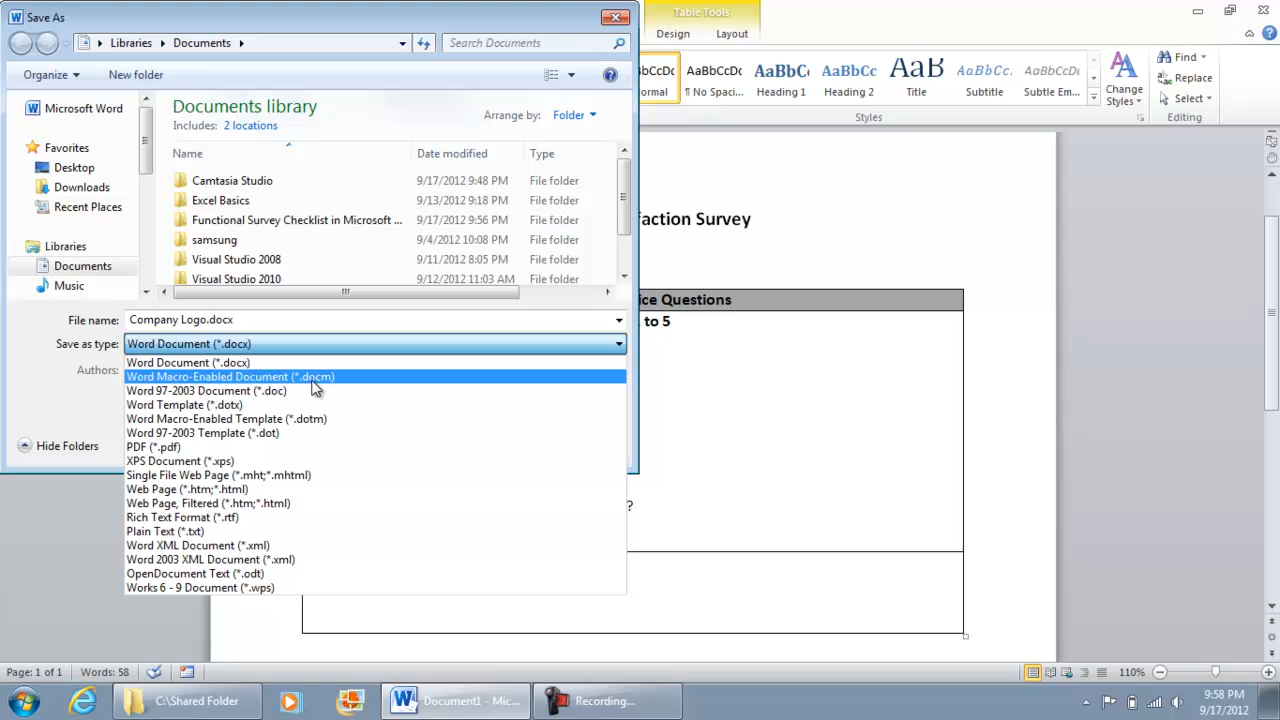 Save As
Table Tools
Libraries Documents
Search Documents
Design Layout
Organize New folder
Microsoft Word
Favorites
Desktop
Downloads
Recent Places
Libraries
Documents
Music
Documents library
Includes: 2 locations
Arrange by: Folder
Name Date modified Type
Camtasia Studio 9/17/2012 9:48 PM File folder
Excel Basics 9/13/2012 9:18 PM File folder
Functional Survey Checklist in Microsoft ... 9/17/2012 9:56 PM File folder
samsung 9/4/2012 10:08 PM File folder
Visual Studio 2008 9/11/2012 8:05 PM File folder
Visual Studio 2010 9/12/2012 11:03 AM File folder
File name: Company Logo.docx
Save as type: Word Document (*.docx)
Authors:
Word Document (*.docx)
Word Macro-Enabled Document (*.docm)
Word 97-2003 Document (*.doc)
Word Template (*.dotx)
Word Macro-Enabled Template (*.dotm)
Word 97-2003 Template (*.dot)
PDF (*.pdf)
XPS Document (*.xps)
Single File Web Page (*.mht;*.mhtml)
Web Page (*.htm;*.html)
Web Page, Filtered (*.htm;*.html)
Rich Text Format (*.rtf)
Plain Text (*.txt)
Word XML Document (*.xml)
Word 2003 XML Document (*.xml)
OpenDocument Text (*.odt)
Works 6 - 9 Document (*.wps)
Hide Folders
bCcDc AaBbCcDc AaBbC AaBbCc AaB AaBbCc. AaBbCcDc
ormal ¶ No Spaci... Heading 1 Heading 2 Title Subtitle Subtle Em...
Change
Styles
Find
Replace
Select
Styles Editing
faction Survey
ice Questions
to 5
?
Page: 1 of 1 Words: 58 110%
C:\Shared Folder Document1 - Mic... Recording...
9:58 PM
9/17/2012